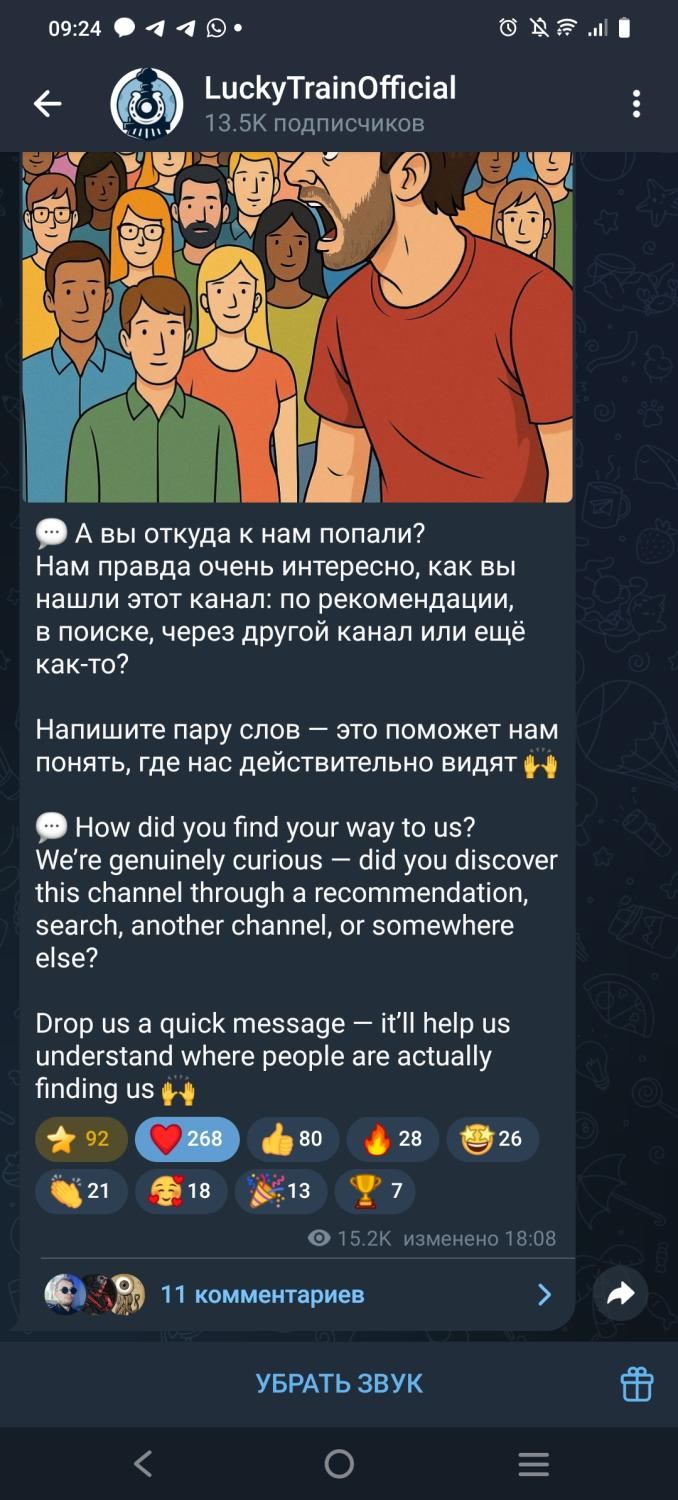 09:24
LuckyTrainOfficial
13.5K подписчиков
💬 А вы откуда к нам попали?
Нам правда очень интересно, как вы
нашли этот канал: по рекомендации,
в поиске, через другой канал или ещё
как-то?
Напишите пару слов — это поможет нам
понять, где нас действительно видят 🙌
💬 How did you find your way to us?
We’re genuinely curious — did you discover
this channel through a recommendation,
search, another channel, or somewhere
else?
Drop us a quick message — it’ll help us
understand where people are actually
finding us 🙌
⭐ 92 ❤️ 268 👍 80 🔥 28 🤩 26
👏 21 🥰 18 🎉 13 🏆 7
15.2K изменено 18:08
11 комментариев
УБРАТЬ ЗВУК